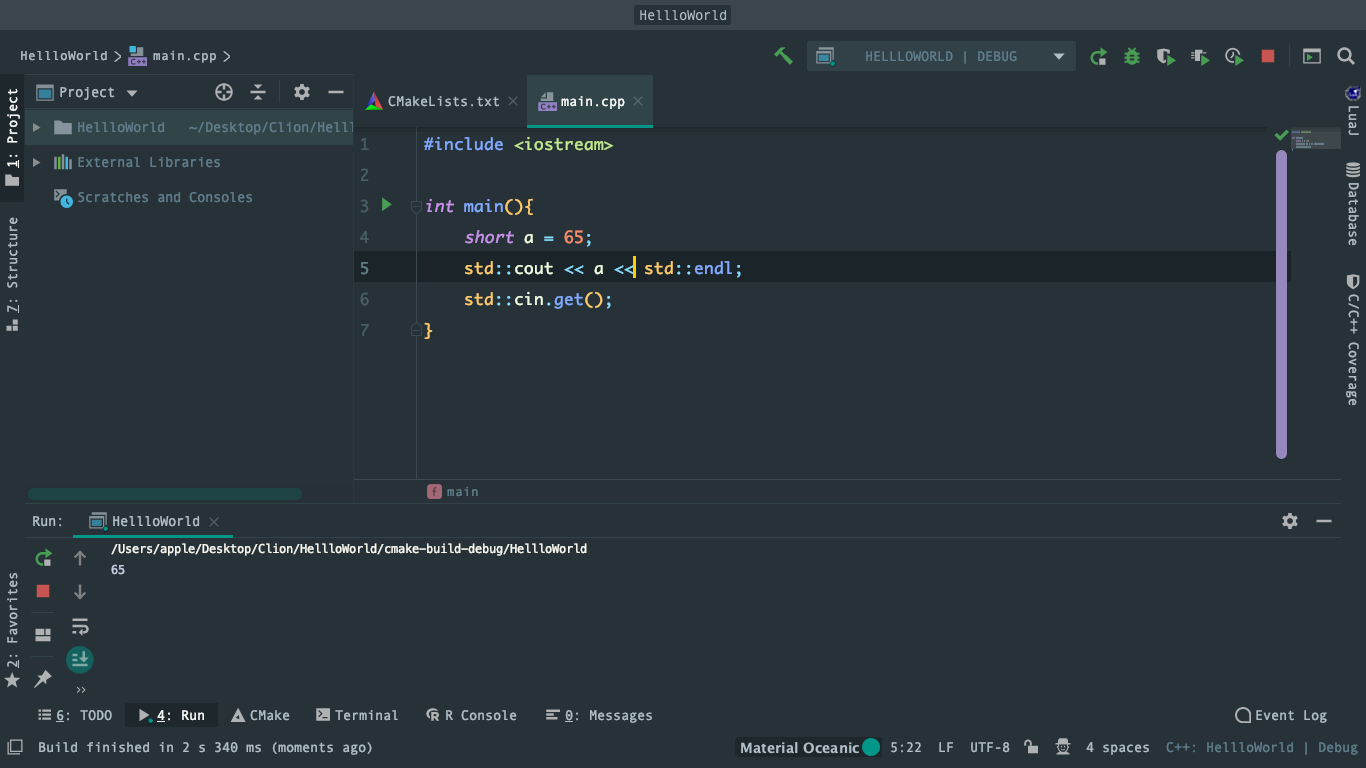 HellloWorld
HellloWorld > main.cpp >
HELLLOWORLD | DEBUG
1: Project
Z: Structure
2: Favorites
Project
HellloWorld ~/Desktop/Clion/Helll
External Libraries
Scratches and Consoles
CMakeLists.txt
main.cpp
1 #include <iostream>
2
3 int main(){
4 short a = 65;
5 std::cout << a << std::endl;
6 std::cin.get();
7 }
main
LuaJ
Database
C/C++ Coverage
Run: HellloWorld
/Users/apple/Desktop/Clion/HellloWorld/cmake-build-debug/HellloWorld
65
6: TODO 4: Run CMake Terminal R Console 0: Messages Event Log
Build finished in 2 s 340 ms (moments ago) Material Oceanic 5:22 LF UTF-8 4 spaces C++: HellloWorld | Debug